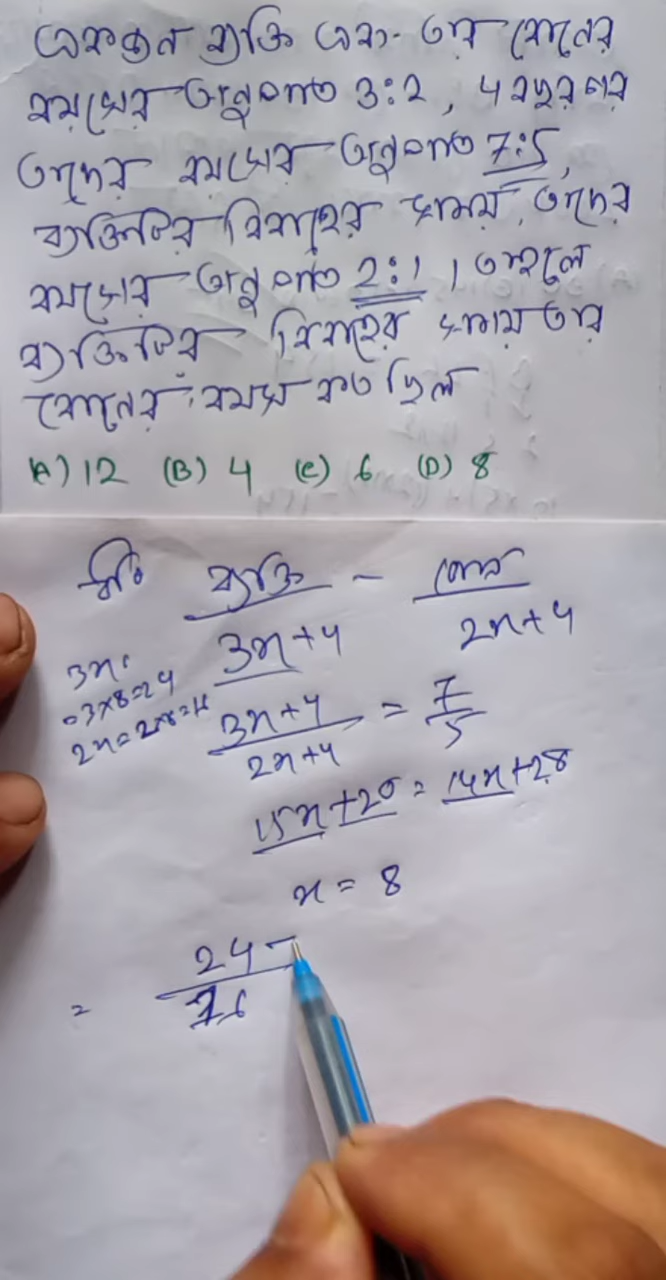 একজন ব্যক্তি এবং তার বোনের
বয়সের অনুপাত 3:2, 4 বছর পর
তাদের বয়সের অনুপাত 7:5,
ব্যক্তিটির বিবাহের সময় তাদের
বয়সের অনুপাত 2:1। তাহলে
ব্যক্তিটির বিবাহের সময় তার
বোনের বয়স কত ছিল
A) 12 (B) 4 (C) 6 (D) 8
ধরি ব্যক্তি - বোন
3x+4 2x+4
3x
=3×8=24
2x=2×8=16
3x+4 / 2x+4 = 7/5
15x+20 = 14x+28
x = 8
= 24- / 16